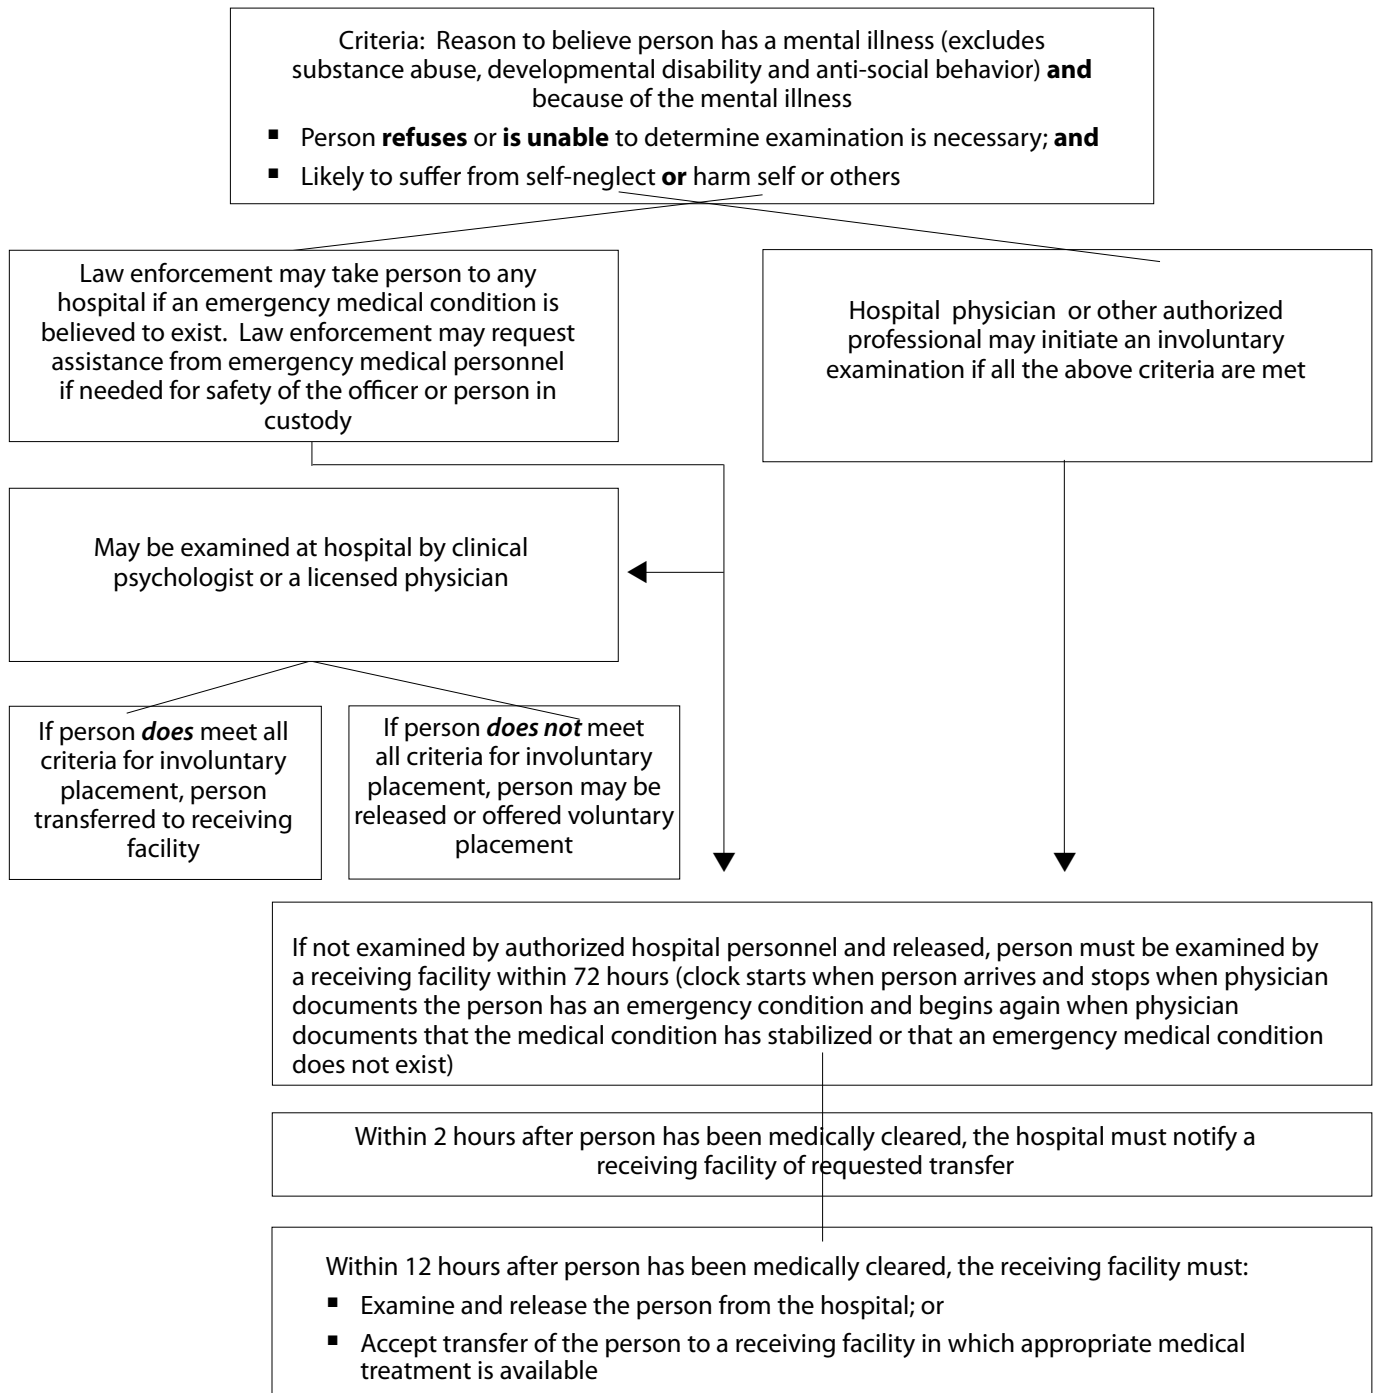 Criteria: Reason to believe person has a mental illness (excludes
substance abuse, developmental disability and anti-social behavior) and
because of the mental illness
▪ Person refuses or is unable to determine examination is necessary; and
▪ Likely to suffer from self-neglect or harm self or others
Law enforcement may take person to any
hospital if an emergency medical condition is
believed to exist. Law enforcement may request
assistance from emergency medical personnel
if needed for safety of the officer or person in
custody
Hospital physician or other authorized
professional may initiate an involuntary
examination if all the above criteria are met
May be examined at hospital by clinical
psychologist or a licensed physician
If person does meet all
criteria for involuntary
placement, person
transferred to receiving
facility
If person does not meet
all criteria for involuntary
placement, person may be
released or offered voluntary
placement
If not examined by authorized hospital personnel and released, person must be examined by
a receiving facility within 72 hours (clock starts when person arrives and stops when physician
documents the person has an emergency condition and begins again when physician
documents that the medical condition has stabilized or that an emergency medical condition
does not exist)
Within 2 hours after person has been medically cleared, the hospital must notify a
receiving facility of requested transfer
Within 12 hours after person has been medically cleared, the receiving facility must:
▪ Examine and release the person from the hospital; or
▪ Accept transfer of the person to a receiving facility in which appropriate medical
treatment is available